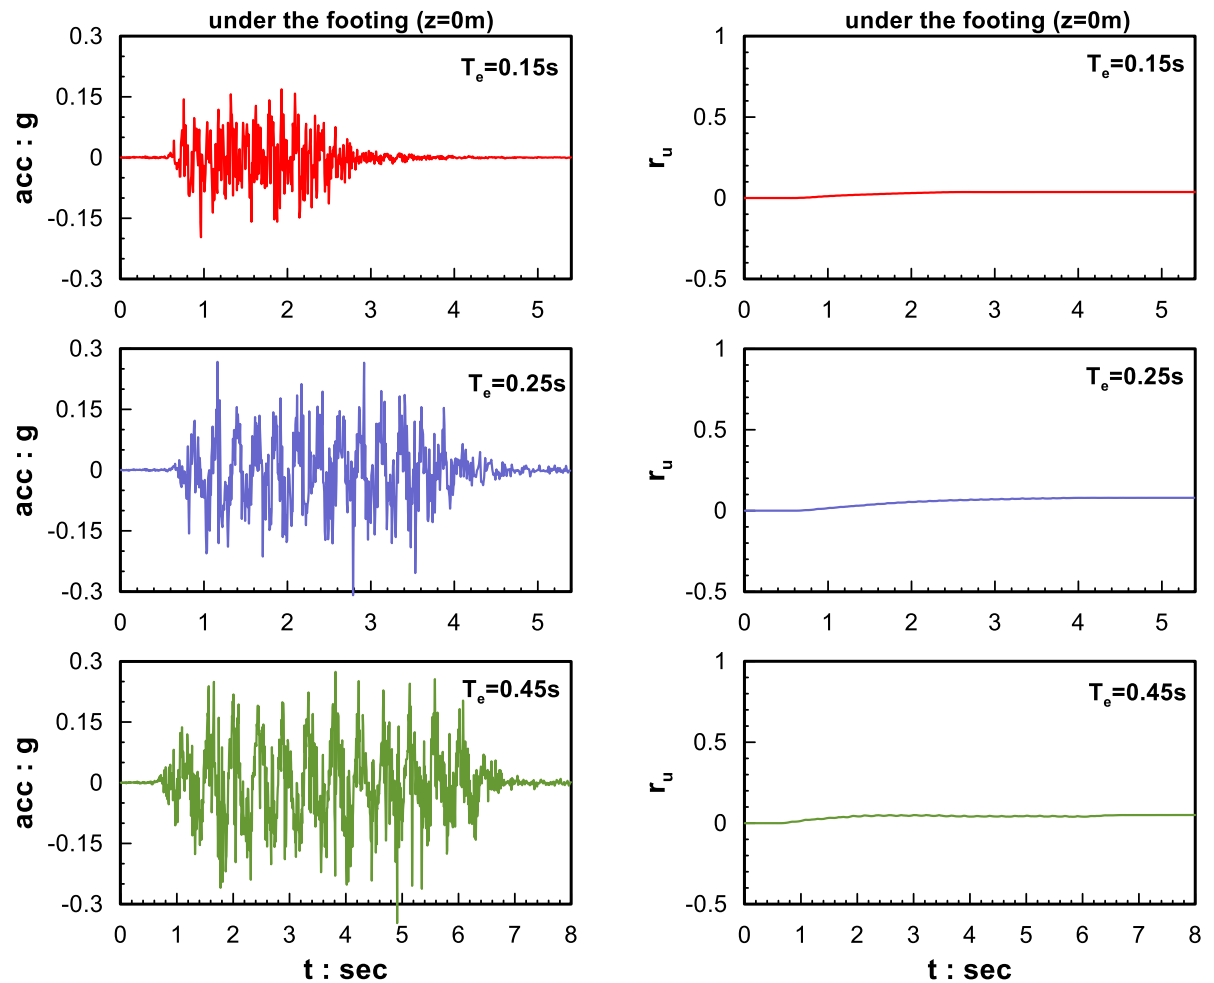 under the footing (z=0m)
under the footing (z=0m)
0.3
0.15
0
-0.15
-0.3
acc : g
Te=0.15s
0 1 2 3 4 5
1
0.5
0
-0.5
ru
Te=0.15s
0 1 2 3 4 5
0.3
0.15
0
-0.15
-0.3
acc : g
Te=0.25s
0 1 2 3 4 5
1
0.5
0
-0.5
ru
Te=0.25s
0 1 2 3 4 5
0.3
0.15
0
-0.15
-0.3
acc : g
Te=0.45s
0 1 2 3 4 5 6 7 8
t : sec
1
0.5
0
-0.5
ru
Te=0.45s
0 1 2 3 4 5 6 7 8
t : sec